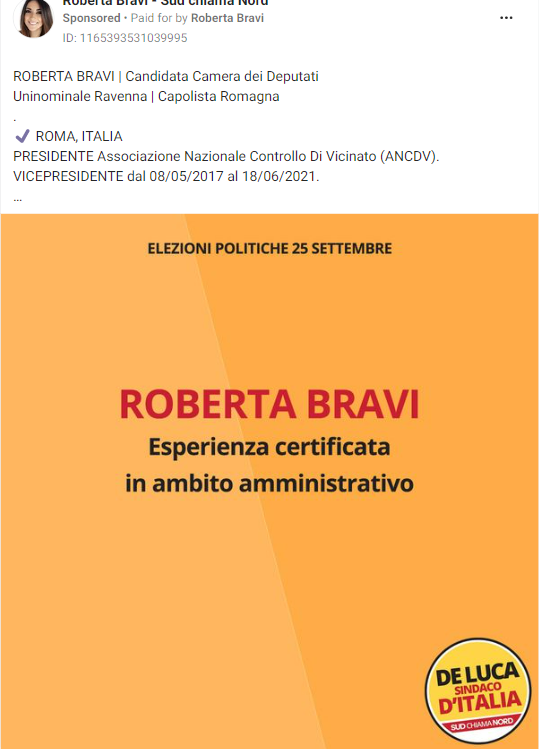 Roberta Bravi - Sud chiama Nord
Sponsored • Paid for by Roberta Bravi
ID: 1165393531039995
ROBERTA BRAVI | Candidata Camera dei Deputati
Uninominale Ravenna | Capolista Romagna
.
✔ ROMA, ITALIA
PRESIDENTE Associazione Nazionale Controllo Di Vicinato (ANCDV).
VICEPRESIDENTE dal 08/05/2017 al 18/06/2021.
...
ELEZIONI POLITICHE 25 SETTEMBRE
ROBERTA BRAVI
Esperienza certificata
in ambito amministrativo
DE LUCA
SINDACO
D'ITALIA
SUD CHIAMA NORD